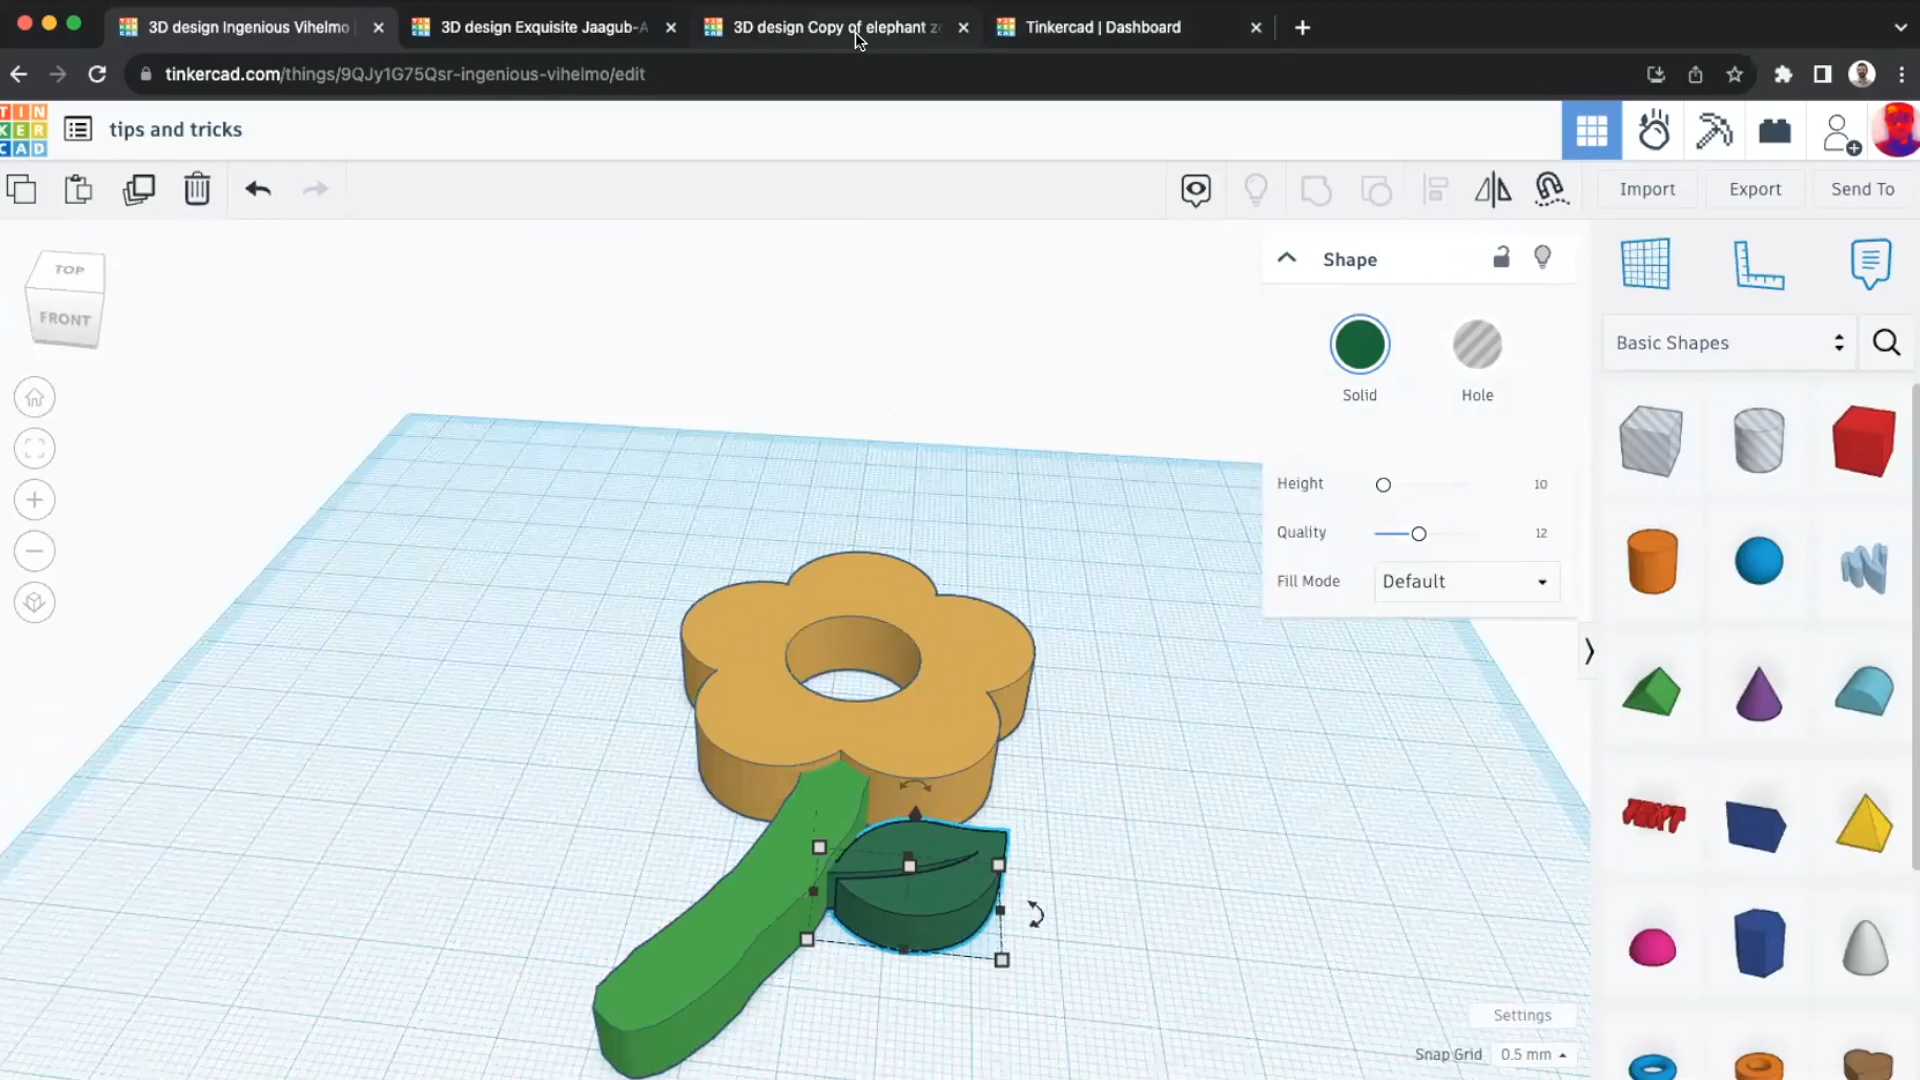 3D design Ingenious Vihelmo
3D design Exquisite Jaagub-A
3D design Copy of elephant zo
Tinkercad | Dashboard
tinkercad.com/things/9QJy1G75Qsr-ingenious-vihelmo/edit
TIN
KER
CAD
tips and tricks
Import
Export
Send To
TOP
FRONT
Shape
Solid
Hole
Height
10
Quality
12
Fill Mode
Default
Basic Shapes
TEXT
Settings
Snap Grid
0.5 mm